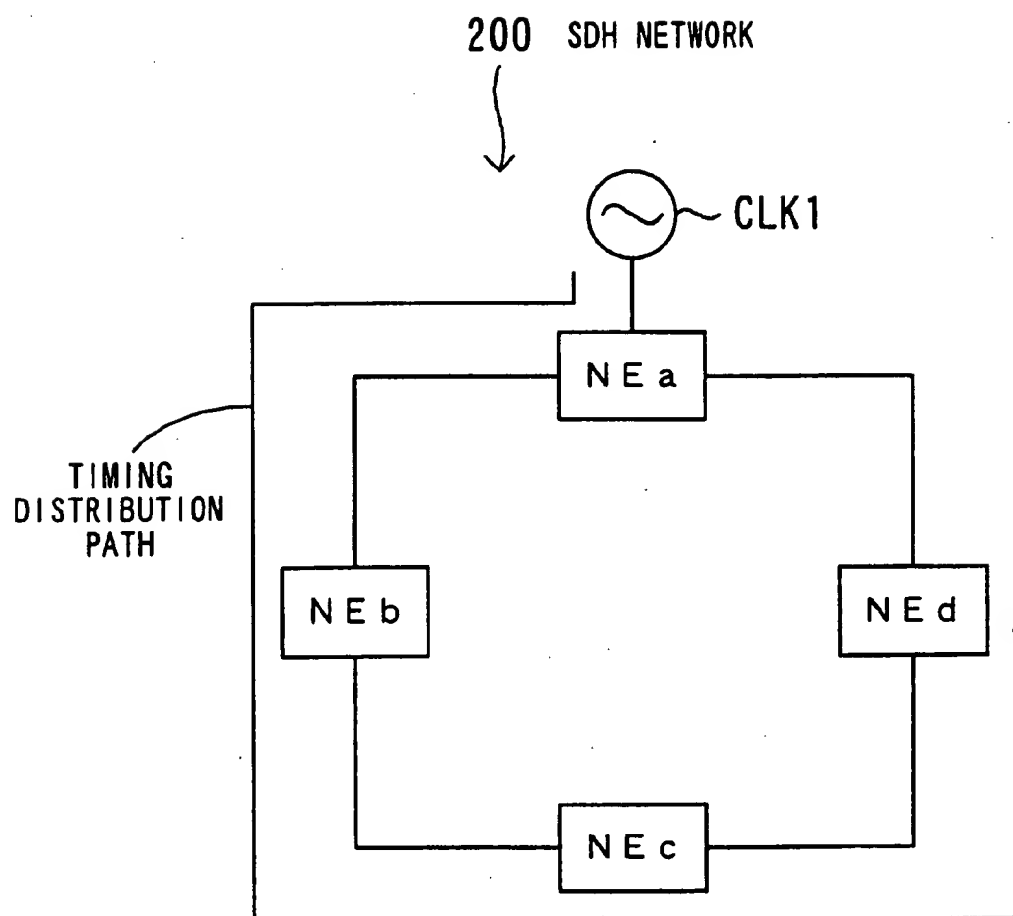 200 SDH NETWORK
CLK1
NEa
TIMING
DISTRIBUTION
PATH
NEb
NEd
NEc